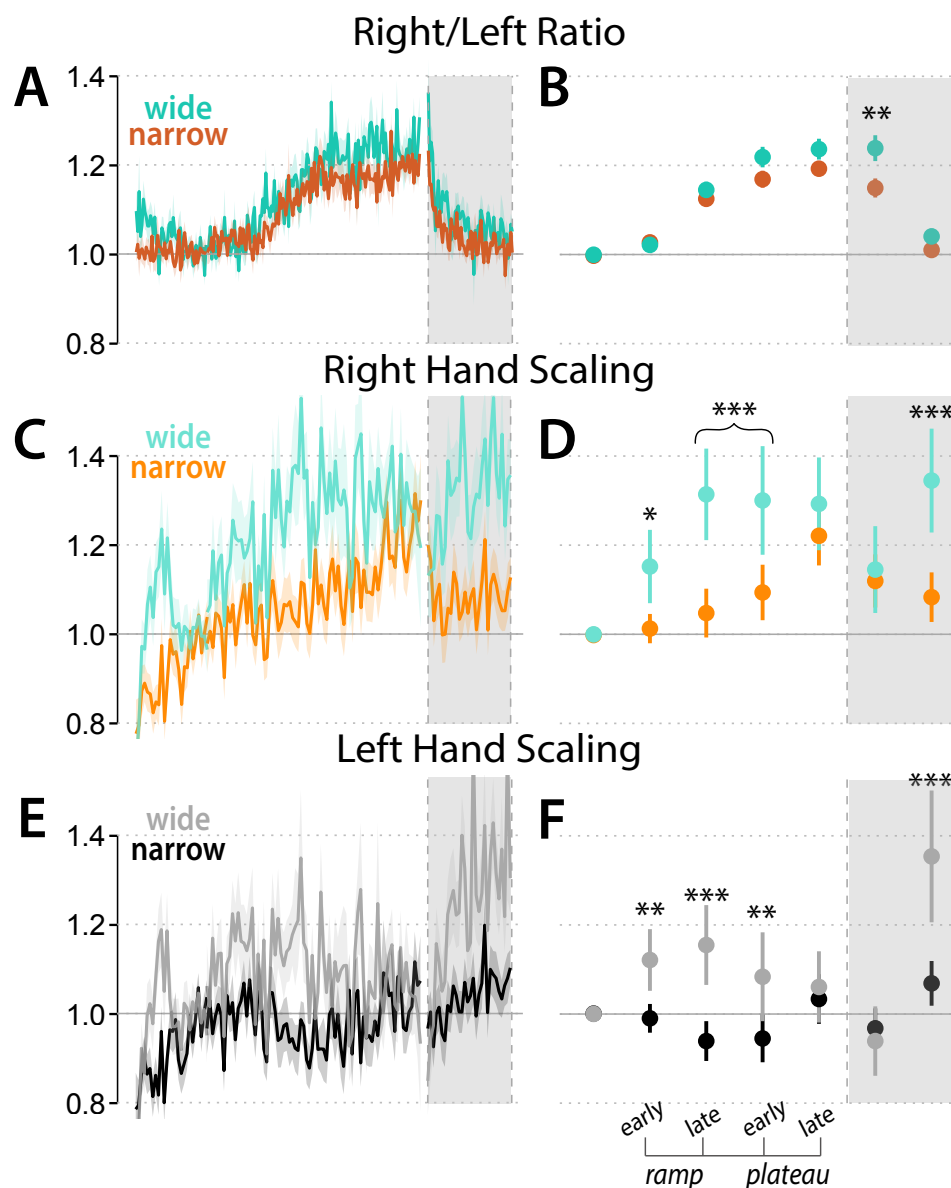 Right/Left Ratio
A
1.4
1.2
1.0
0.8
wide
narrow
B
**
Right Hand Scaling
C
1.4
1.2
1.0
0.8
wide
narrow
D
*
***
***
Left Hand Scaling
E
1.4
1.2
1.0
0.8
wide
narrow
F
**
***
**
***
early
late
early
late
ramp
plateau